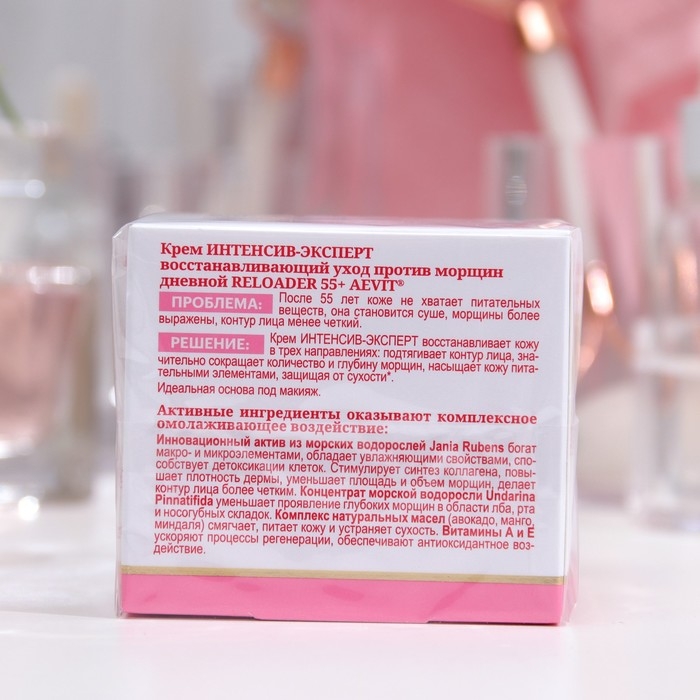 Крем ИНТЕНСИВ-ЭКСПЕРТ
восстанавливающий уход против морщин
дневной RELOADER 55+ AEVIT®
ПРОБЛЕМА: После 55 лет коже не хватает питательных
веществ, она становится суше, морщины более
выражены, контур лица менее четкий.
РЕШЕНИЕ: Крем ИНТЕНСИВ-ЭКСПЕРТ восстанавливает кожу
в трех направлениях: подтягивает контур лица, зна-
чительно сокращает количество и глубину морщин, насыщает кожу пита-
тельными элементами, защищая от сухости*.
Идеальная основа под макияж.
Активные ингредиенты оказывают комплексное
омолаживающее воздействие:
Инновационный актив из морских водорослей Jania Rubens богат
макро- и микроэлементами, обладает увлажняющими свойствами, спо-
собствует детоксикации клеток. Стимулирует синтез коллагена, повы-
шает плотность дермы, уменьшает площадь и объем морщин, делает
контур лица более четким. Концентрат морской водоросли Undarina
Pinnatifida уменьшает проявление глубоких морщин в области лба, рта
и носогубных складок. Комплекс натуральных масел (авокадо, манго,
миндаля) смягчает, питает кожу и устраняет сухость. Витамины А и Е
ускоряют процессы регенерации, обеспечивают антиоксидантное воз-
действие.